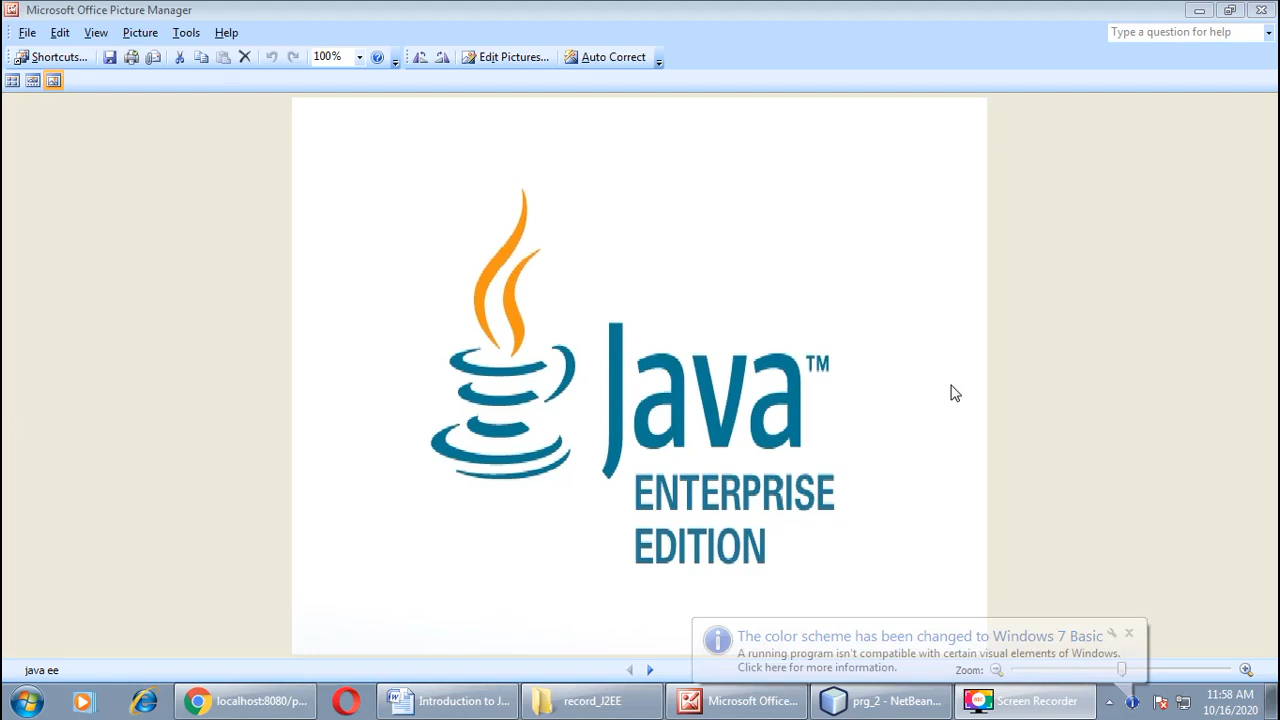 Microsoft Office Picture Manager
File Edit View Picture Tools Help
Type a question for help
Shortcuts... 100% Edit Pictures... Auto Correct
Java™
ENTERPRISE
EDITION
The color scheme has been changed to Windows 7 Basic
A running program isn't compatible with certain visual elements of Windows.
Click here for more information.
Zoom:
java ee
localhost:8080/p... Introduction to J... record_J2EE Microsoft Office... prg_2 - NetBean... Screen Recorder
11:58 AM
10/16/2020